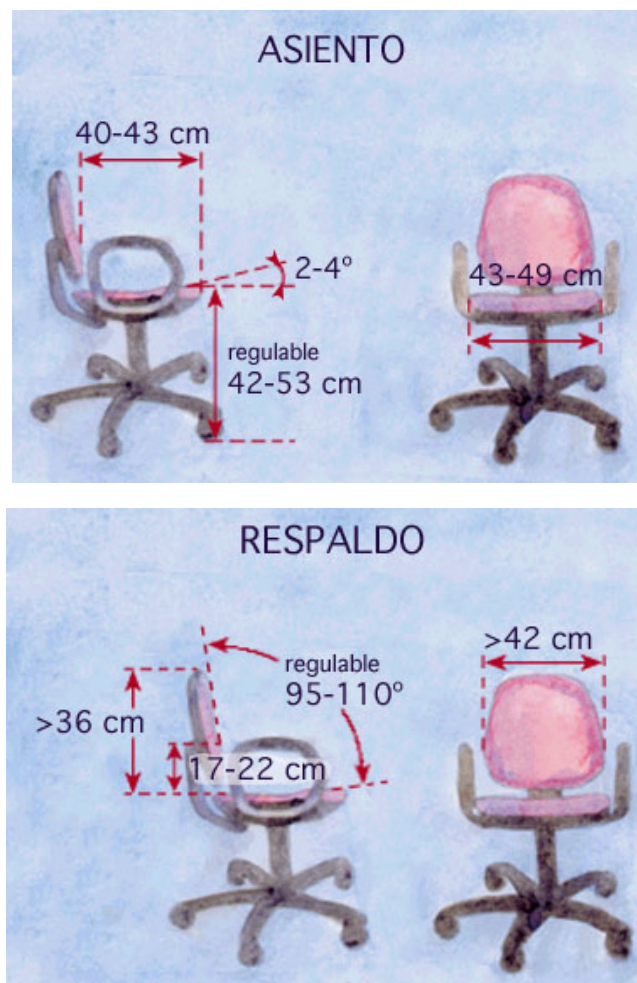 ASIENTO
40-43 cm
2-4º
regulable
42-53 cm
43-49 cm
RESPALDO
regulable
95-110º
>36 cm
17-22 cm
>42 cm